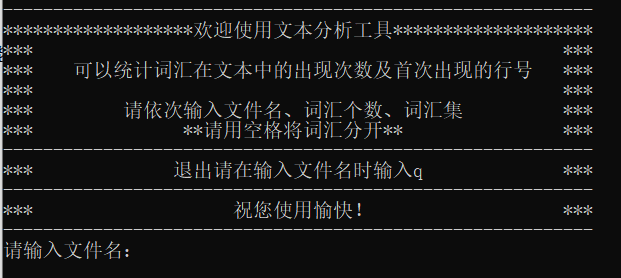 -----------------------------------------------------------
*******************欢迎使用文本分析工具********************
***                                                     ***
***    可以统计词汇在文本中的出现次数及首次出现的行号   ***
***                                                     ***
***         请依次输入文件名、词汇个数、词汇集          ***
***               **请用空格将词汇分开**                ***
-----------------------------------------------------------
***              退出请在输入文件名时输入q              ***
-----------------------------------------------------------
***                    祝您使用愉快!                    ***
-----------------------------------------------------------
请输入文件名: